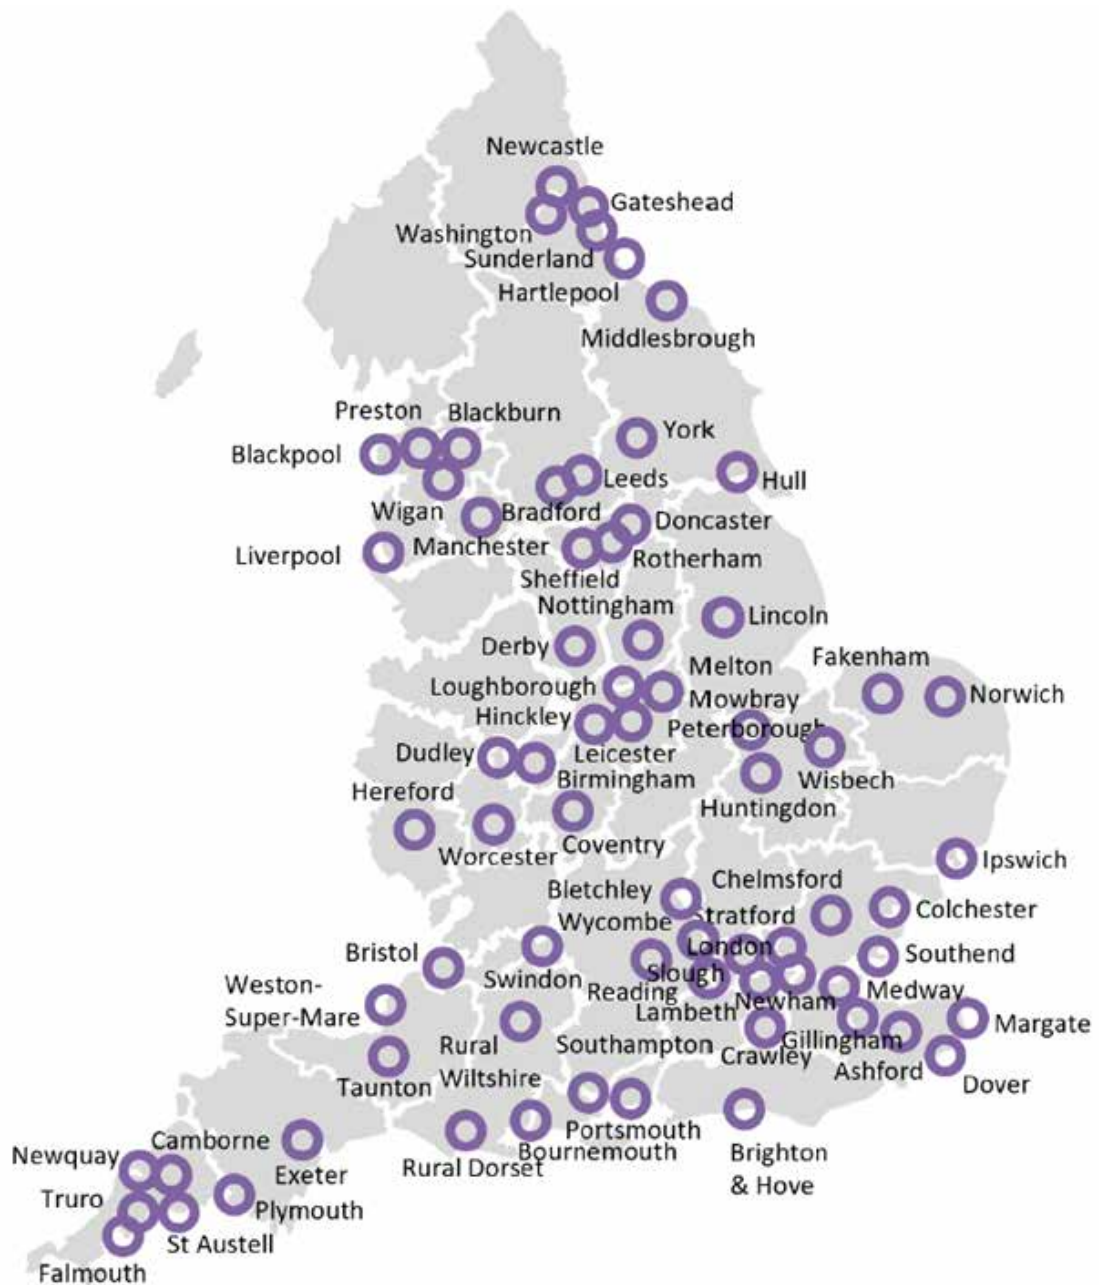 Newcastle
Gateshead
Washington
Sunderland
Hartlepool
Middlesbrough
Preston
Blackburn
York
Blackpool
Leeds
Hull
Wigan
Bradford
Doncaster
Liverpool
Manchester
Rotherham
Sheffield
Nottingham
Lincoln
Derby
Fakenham
Melton
Mowbray
Loughborough
Norwich
Hinckley
Peterborough
Dudley
Leicester
Birmingham
Wisbech
Hereford
Huntingdon
Coventry
Worcester
Ipswich
Bletchley
Chelmsford
Wycombe
Stratford
Colchester
London
Bristol
Southend
Swindon
Slough
Weston-
Super-Mare
Reading
Newham
Medway
Lambeth
Margate
Rural
Wiltshire
Southampton
Crawley
Gillingham
Ashford
Dover
Taunton
Portsmouth
Bournemouth
Newquay
Camborne
Exeter
Rural Dorset
Brighton
& Hove
Truro
Plymouth
St Austell
Falmouth